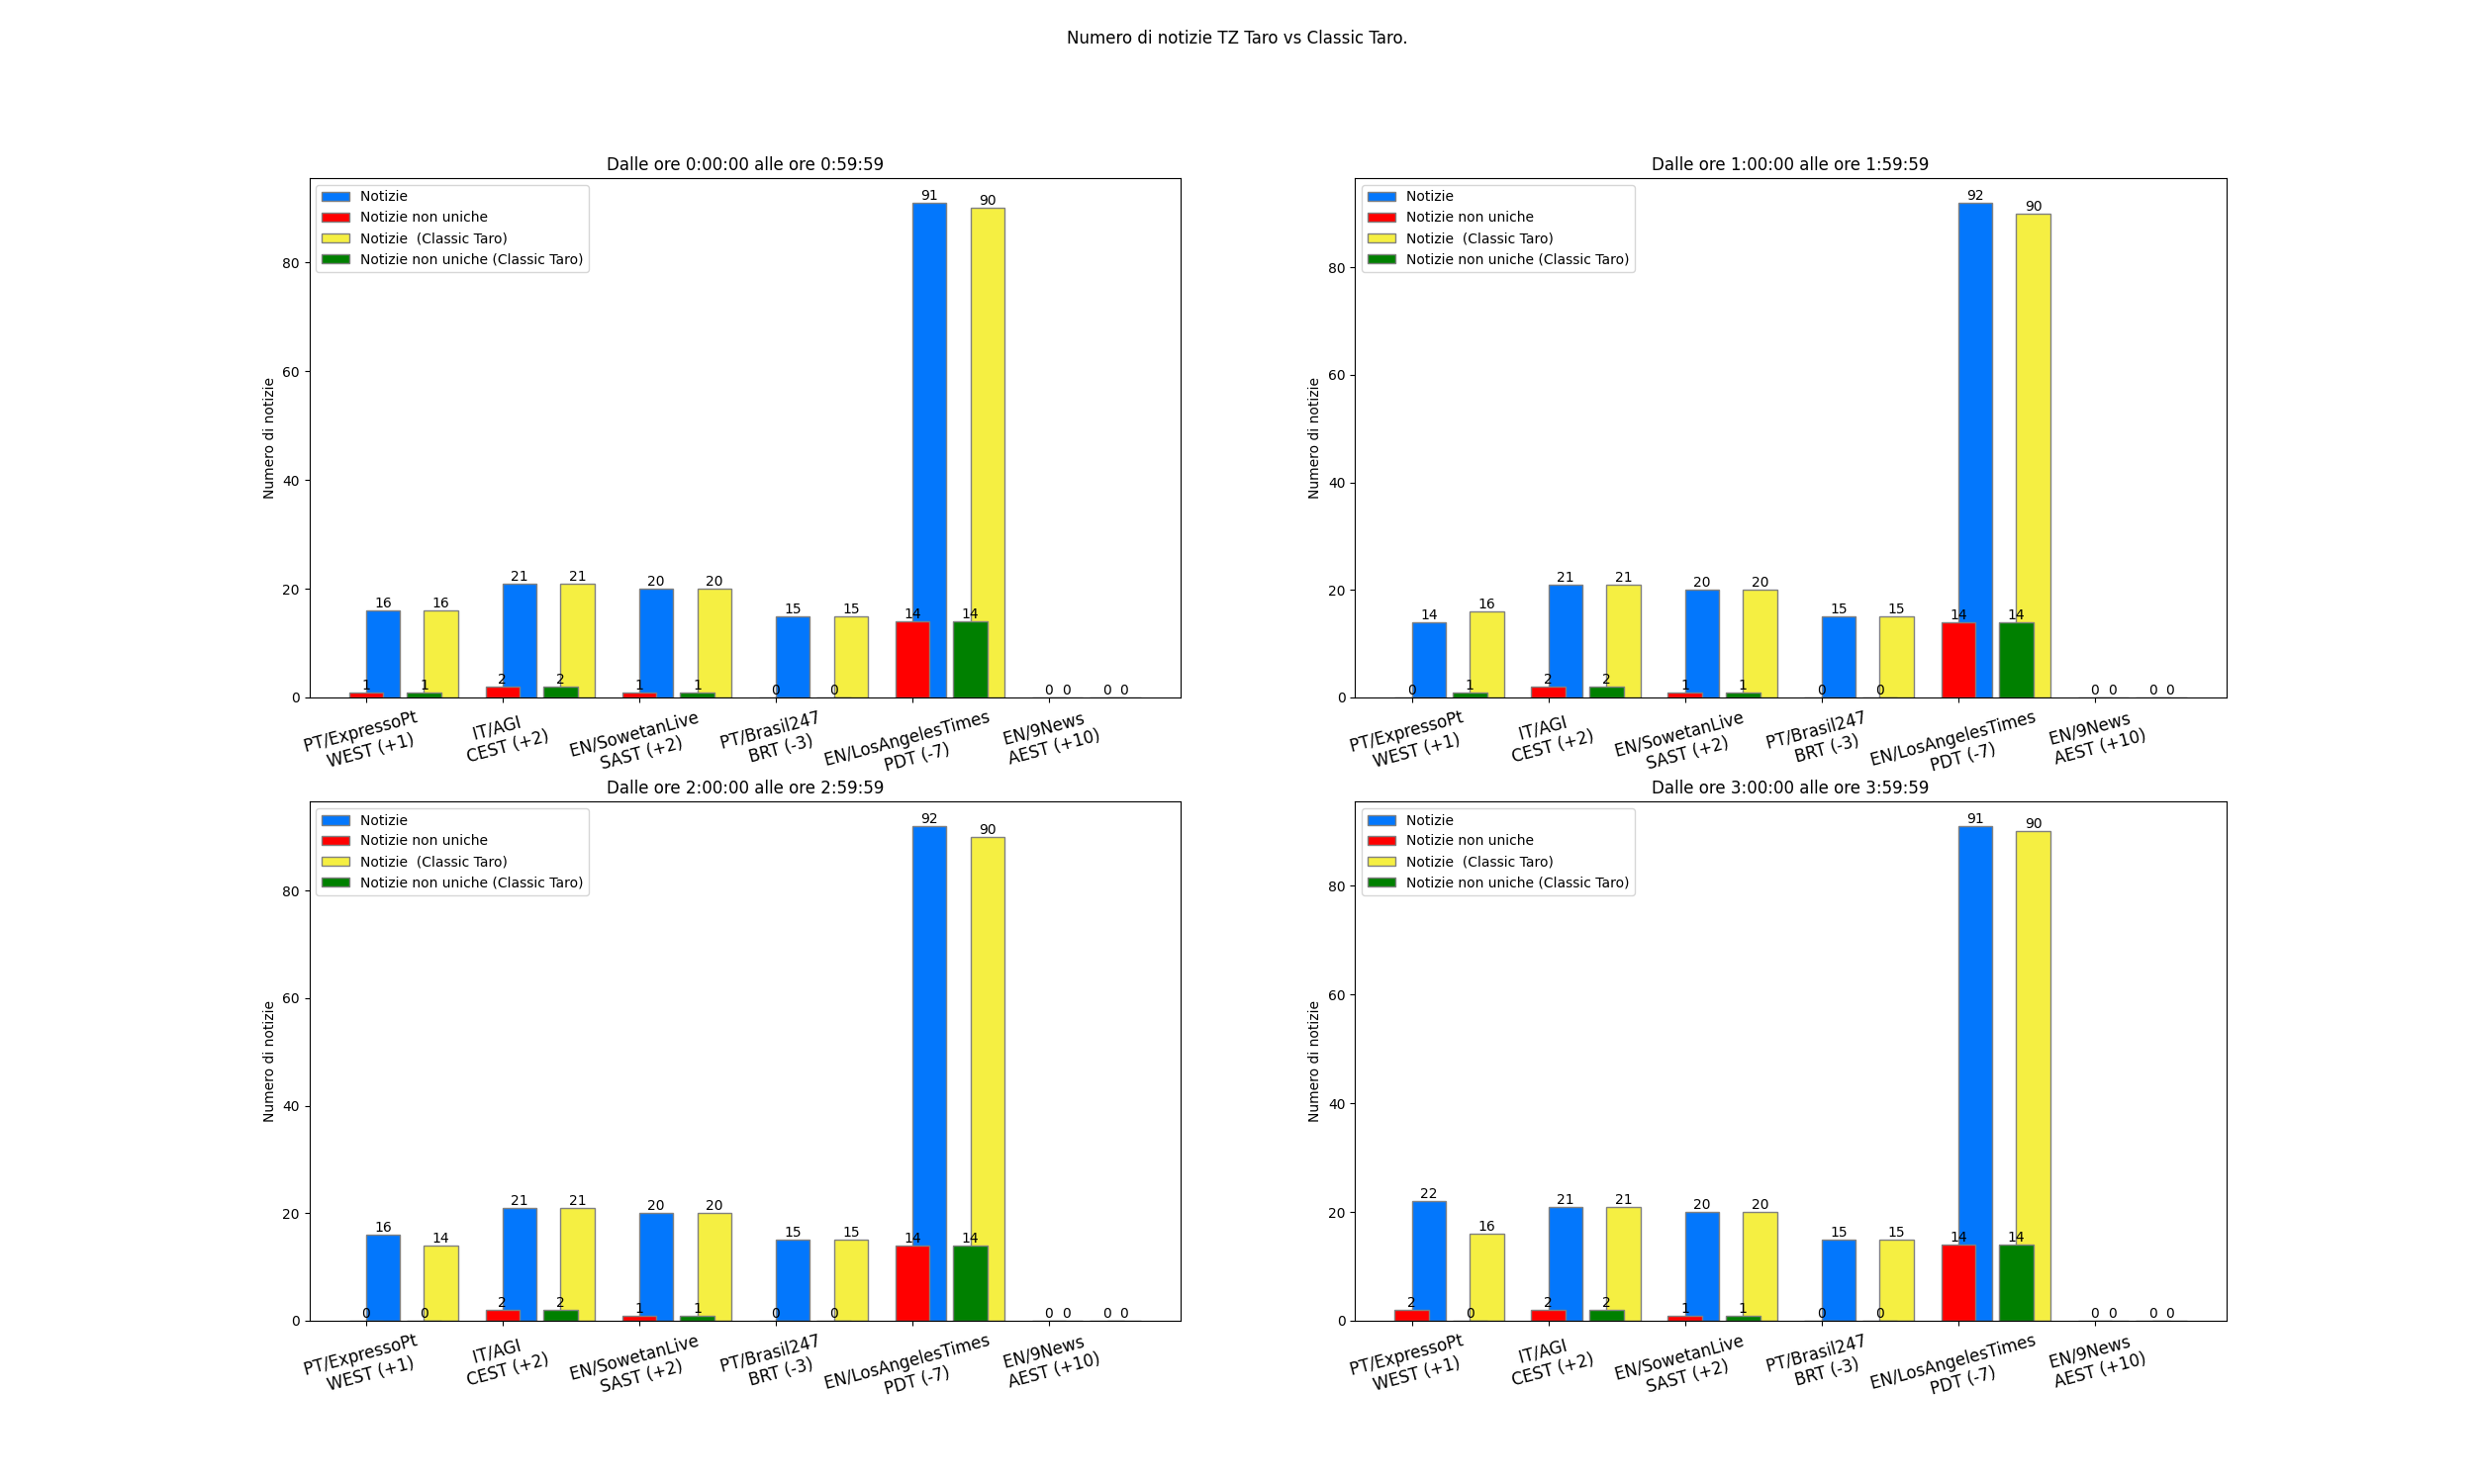 Numero di notizie TZ Taro vs Classic Taro.
Dalle ore 0:00:00 alle ore 0:59:59
Notizie
Notizie non uniche
Notizie  (Classic Taro)
Notizie non uniche (Classic Taro)
Numero di notizie
80
60
40
20
0
16
16
21
21
20
20
15
15
91
90
1
1
2
2
1
1
0
0
14
14
0
0
0
0
PT/ExpressoPt
WEST (+1)
IT/AGI
CEST (+2)
EN/SowetanLive
SAST (+2)
PT/Brasil247
BRT (-3)
EN/LosAngelesTimes
PDT (-7)
EN/9News
AEST (+10)
Dalle ore 1:00:00 alle ore 1:59:59
Notizie
Notizie non uniche
Notizie  (Classic Taro)
Notizie non uniche (Classic Taro)
Numero di notizie
80
60
40
20
0
14
16
21
21
20
20
15
15
92
90
0
1
2
2
1
1
0
0
14
14
0
0
0
0
PT/ExpressoPt
WEST (+1)
IT/AGI
CEST (+2)
EN/SowetanLive
SAST (+2)
PT/Brasil247
BRT (-3)
EN/LosAngelesTimes
PDT (-7)
EN/9News
AEST (+10)
Dalle ore 2:00:00 alle ore 2:59:59
Notizie
Notizie non uniche
Notizie  (Classic Taro)
Notizie non uniche (Classic Taro)
Numero di notizie
80
60
40
20
0
16
14
21
21
20
20
15
15
92
90
0
0
2
2
1
1
0
0
14
14
0
0
0
0
PT/ExpressoPt
WEST (+1)
IT/AGI
CEST (+2)
EN/SowetanLive
SAST (+2)
PT/Brasil247
BRT (-3)
EN/LosAngelesTimes
PDT (-7)
EN/9News
AEST (+10)
Dalle ore 3:00:00 alle ore 3:59:59
Notizie
Notizie non uniche
Notizie  (Classic Taro)
Notizie non uniche (Classic Taro)
Numero di notizie
80
60
40
20
0
22
16
21
21
20
20
15
15
91
90
2
0
2
2
1
1
0
0
14
14
0
0
0
0
PT/ExpressoPt
WEST (+1)
IT/AGI
CEST (+2)
EN/SowetanLive
SAST (+2)
PT/Brasil247
BRT (-3)
EN/LosAngelesTimes
PDT (-7)
EN/9News
AEST (+10)